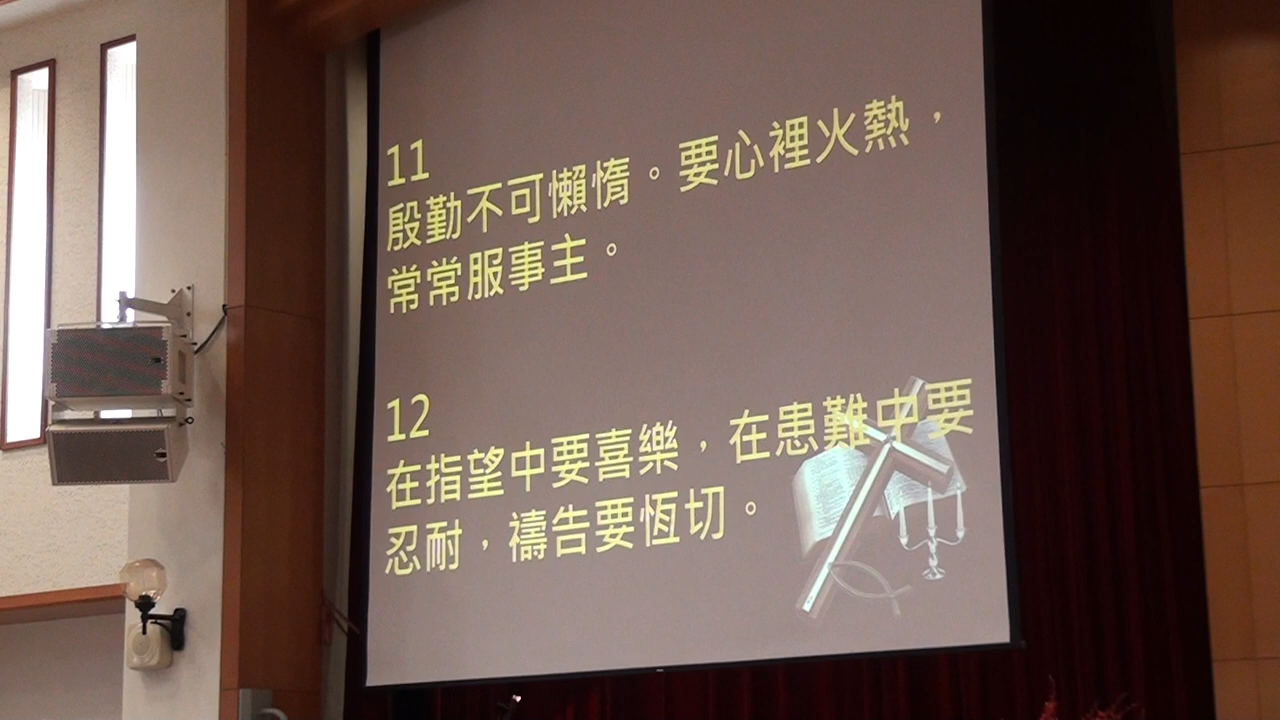 11
殷勤不可懶惰。要心裡火熱，
常常服事主。
12
在指望中要喜樂，在患難中要
忍耐，禱告要恆切。